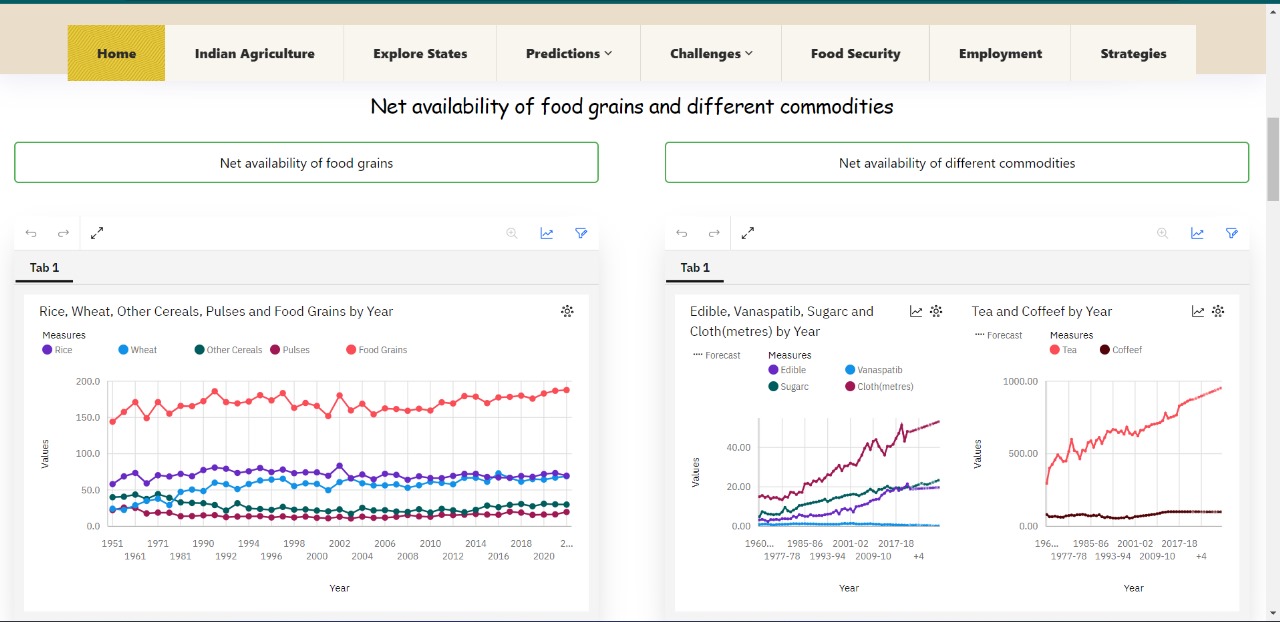 Home Indian Agriculture Explore States Predictions Challenges Food Security Employment Strategies
Net availability of food grains and different commodities
Net availability of food grains
Net availability of different commodities
Tab 1
Rice, Wheat, Other Cereals, Pulses and Food Grains by Year
Measures
Rice Wheat Other Cereals Pulses Food Grains
200.0
150.0
100.0
50.0
0.0
Values
1951 1971 1990 1992 1994 1996 1998 2000 2002 2004 2006 2008 2010 2012 2014 2016 2018 2...
1961 1981 1992 1996 2000 2004 2008 2012 2016 2020
Year
Tab 1
Edible, Vanaspatib, Sugarc and
Cloth(metres) by Year
Forecast
Measures
Edible Vanaspatib
Sugarc Cloth(metres)
40.00
20.00
0.00
Values
1960... 1985-86 2001-02 2017-18
1977-78 1993-94 2009-10 +4
Year
Tea and Coffeef by Year
Forecast
Measures
Tea Coffeef
1000.00
500.00
0.00
Values
196... 1985-86 2001-02 2017-18
1977-78 1993-94 2009-10 +4
Year